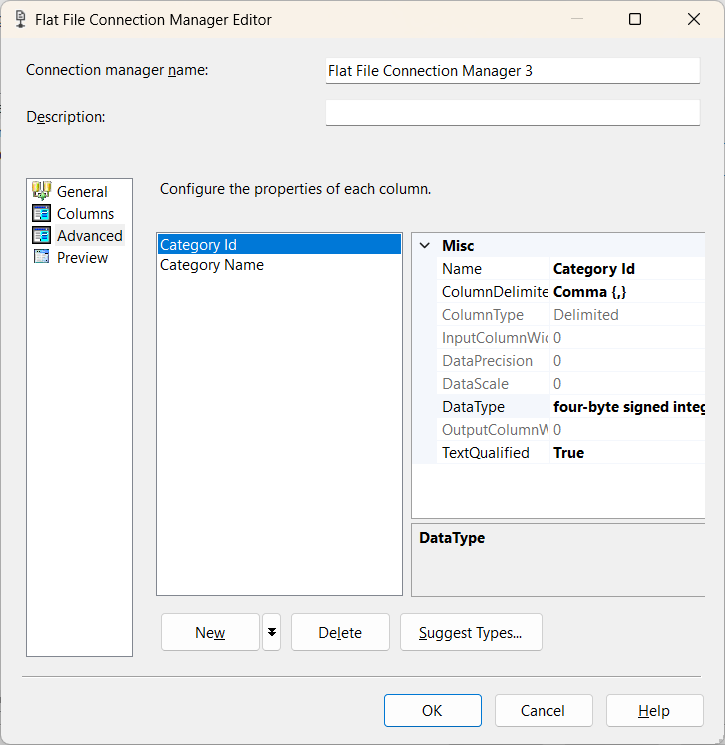 Flat File Connection Manager Editor
Connection manager name:
Flat File Connection Manager 3
Description:
General
Columns
Advanced
Preview
Configure the properties of each column.
Category Id
Category Name
Misc
Name Category Id
ColumnDelimite Comma {,}
ColumnType Delimited
InputColumnWid 0
DataPrecision 0
DataScale 0
DataType four-byte signed integ
OutputColumnW 0
TextQualified True
DataType
New
Delete
Suggest Types...
OK
Cancel
Help